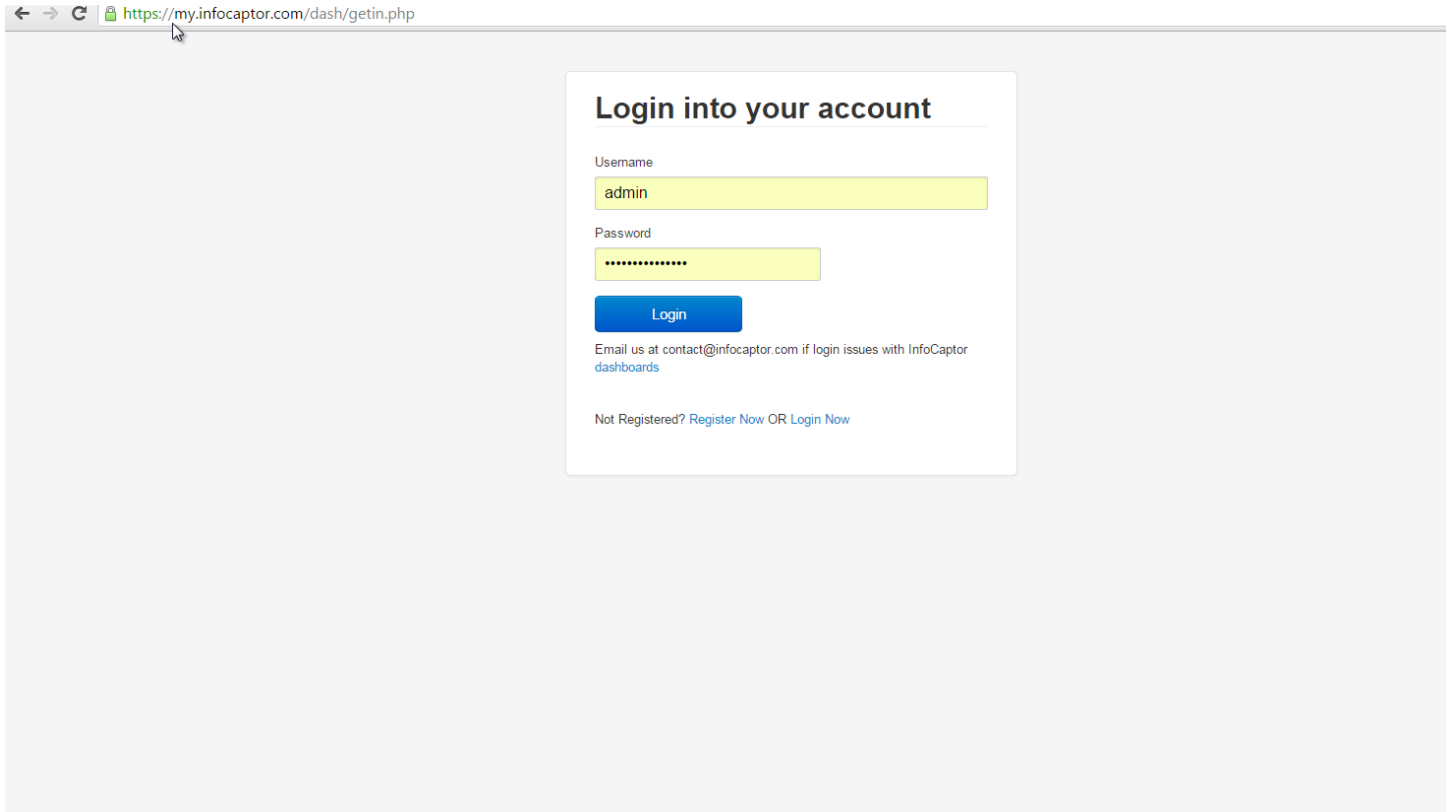 https://my.infocaptor.com/dash/getin.php
Login into your account
Username
admin
Password
•••••••••••••••
Login
Email us at contact@infocaptor.com if login issues with InfoCaptor
dashboards
Not Registered? Register Now OR Login Now